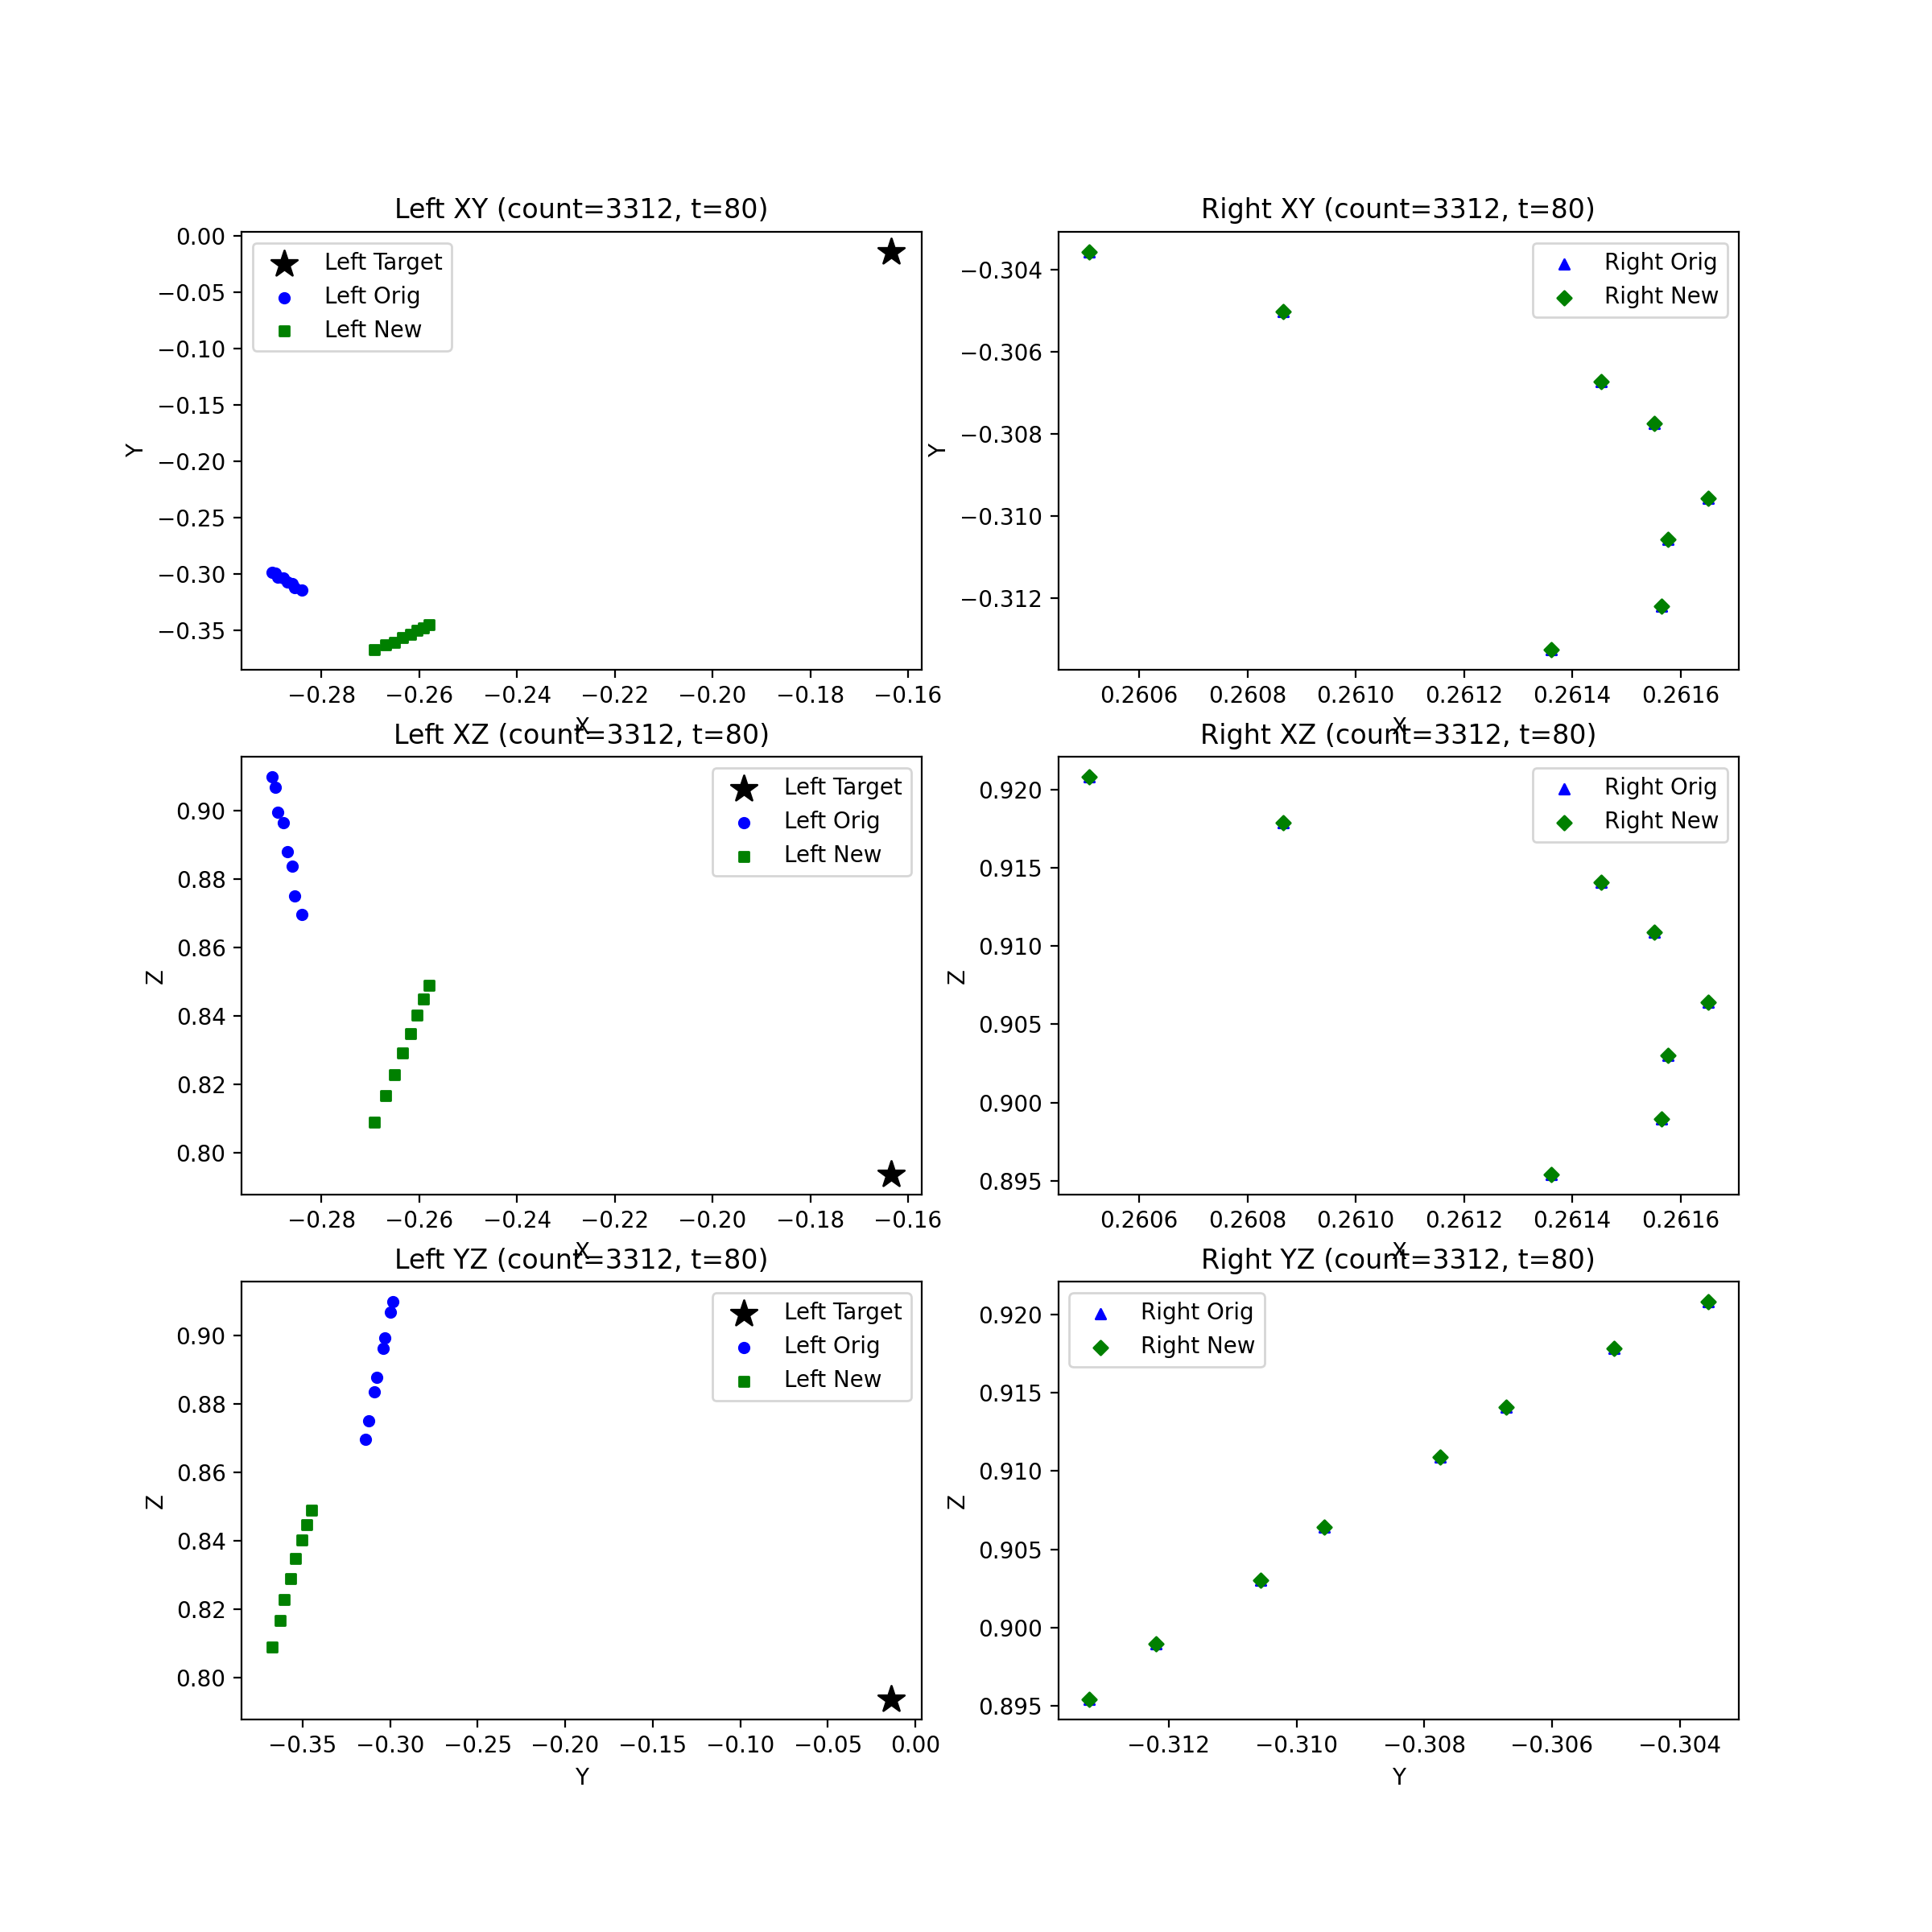 Left XY (count=3312, t=80)
Left Target
Left Orig
Left New
0.00
−0.05
−0.10
−0.15
−0.20
−0.25
−0.30
−0.35
Y
−0.28
−0.26
−0.24
−0.22
−0.20
−0.18
−0.16
X
Right XY (count=3312, t=80)
Right Orig
Right New
−0.304
−0.306
−0.308
−0.310
−0.312
Y
0.2606
0.2608
0.2610
0.2612
0.2614
0.2616
X
Left XZ (count=3312, t=80)
Left Target
Left Orig
Left New
0.90
0.88
0.86
0.84
0.82
0.80
Z
−0.28
−0.26
−0.24
−0.22
−0.20
−0.18
−0.16
X
Right XZ (count=3312, t=80)
Right Orig
Right New
0.920
0.915
0.910
0.905
0.900
0.895
Z
0.2606
0.2608
0.2610
0.2612
0.2614
0.2616
X
Left YZ (count=3312, t=80)
Left Target
Left Orig
Left New
0.90
0.88
0.86
0.84
0.82
0.80
Z
−0.35
−0.30
−0.25
−0.20
−0.15
−0.10
−0.05
0.00
Y
Right YZ (count=3312, t=80)
Right Orig
Right New
0.920
0.915
0.910
0.905
0.900
0.895
Z
−0.312
−0.310
−0.308
−0.306
−0.304
Y